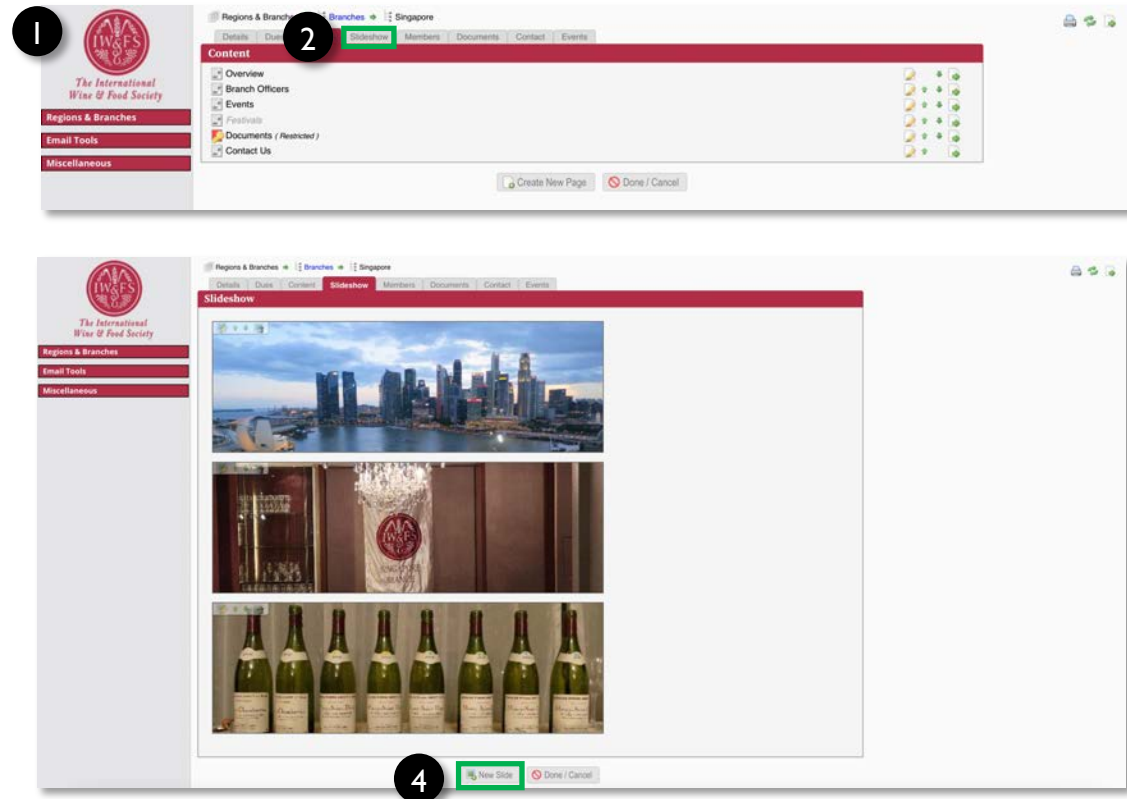 1
IW&FS
The International
Wine & Food Society
Regions & Branches
Email Tools
Miscellaneous
Regions & Branches Branches Singapore
2
Details Dues Slideshow Members Documents Contact Events
Content
Overview
Branch Officers
Events
Festivals
Documents ( Restricted )
Contact Us
Create New Page Done / Cancel
IW&FS
The International
Wine & Food Society
Regions & Branches
Email Tools
Miscellaneous
Regions & Branches Branches Singapore
Details Dues Content Slideshow Members Documents Contact Events
Slideshow
IW&FS
SINGAPORE
BRANCH
4
New Slide Done / Cancel